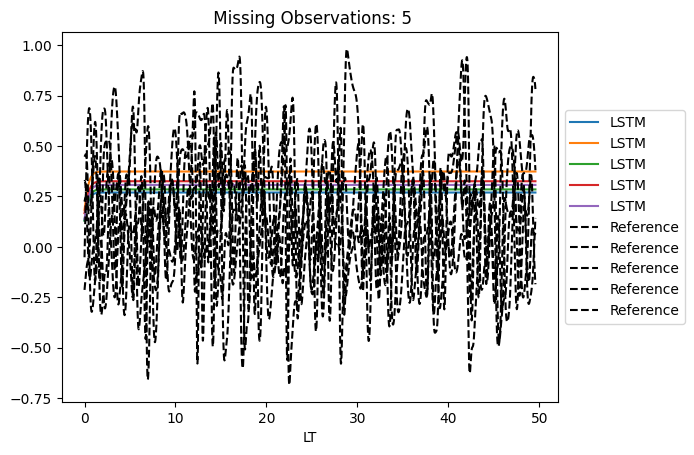 Missing Observations: 5
1.00
0.75
0.50
0.25
0.00
−0.25
−0.50
−0.75
0
10
20
30
40
50
LT
LSTM
LSTM
LSTM
LSTM
LSTM
Reference
Reference
Reference
Reference
Reference